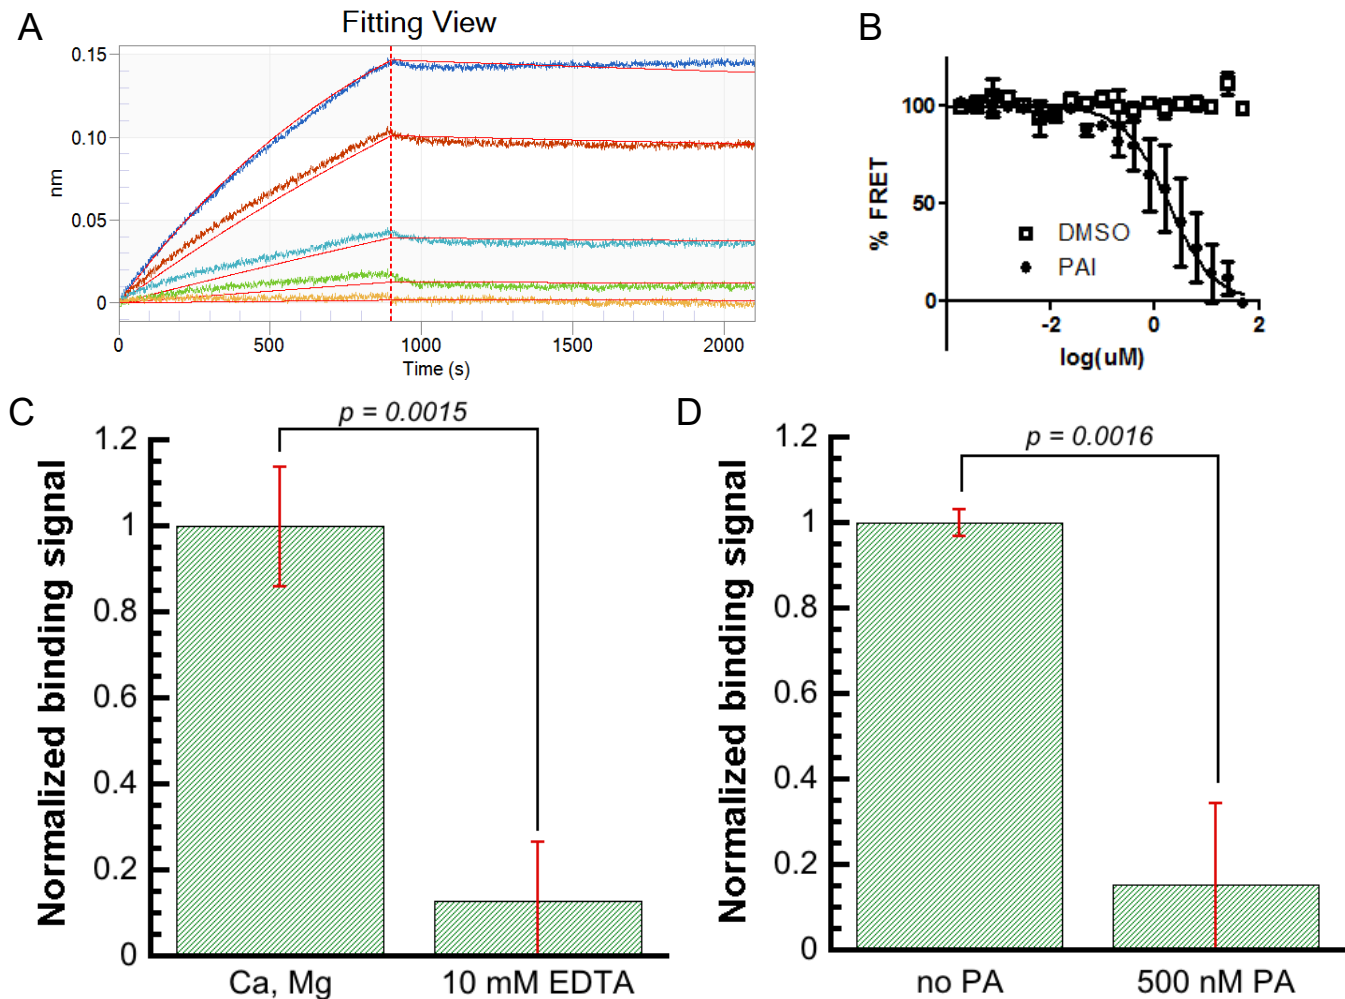 A
Fitting View
0.15
0.10
0.05
0
nm
0
500
1000
1500
2000
Time (s)
B
100
50
0
% FRET
DMSO
PAI
-2
0
2
log(uM)
C
p = 0.0015
1.2
1
0.8
0.6
0.4
0.2
0
Normalized binding signal
Ca, Mg
10 mM EDTA
D
p = 0.0016
1.2
1
0.8
0.6
0.4
0.2
0
Normalized binding signal
no PA
500 nM PA